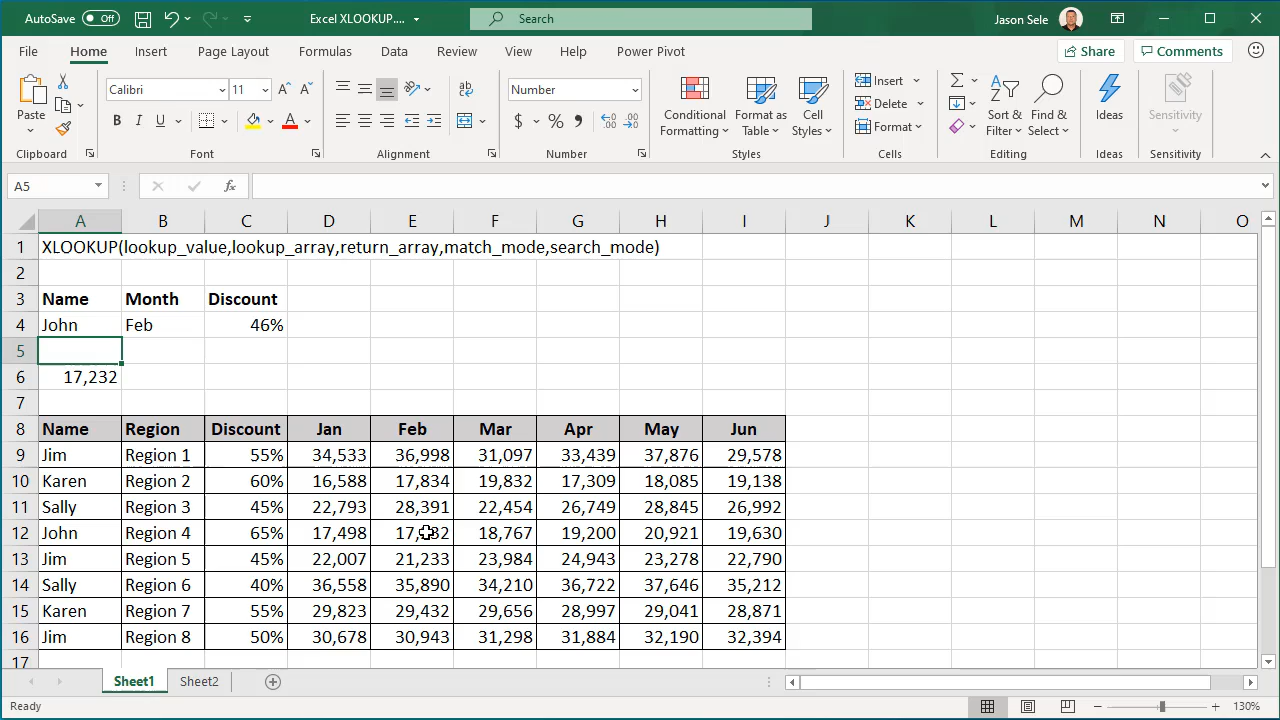 AutoSave Off Excel XLOOKUP.... Search Jason Sele
File Home Insert Page Layout Formulas Data Review View Help Power Pivot Share Comments
Paste Calibri 11 A A ab Number Conditional Formatting Format as Table Cell Styles Insert Delete Format Sort & Filter Find & Select Ideas Sensitivity
B I U A $ % ,
Clipboard Font Alignment Number Styles Cells Editing Ideas Sensitivity
A5 fx
A B C D E F G H I J K L M N O
1 XLOOKUP(lookup_value,lookup_array,return_array,match_mode,search_mode)
2
3 Name Month Discount
4 John Feb 46%
5
6 17,232
7
8 Name Region Discount Jan Feb Mar Apr May Jun
9 Jim Region 1 55% 34,533 36,998 31,097 33,439 37,876 29,578
10 Karen Region 2 60% 16,588 17,834 19,832 17,309 18,085 19,138
11 Sally Region 3 45% 22,793 28,391 22,454 26,749 28,845 26,992
12 John Region 4 65% 17,498 18,767 19,200 20,921 19,630
13 Jim Region 5 45% 22,007 21,233 23,984 24,943 23,278 22,790
14 Sally Region 6 40% 36,558 35,890 34,210 36,722 37,646 35,212
15 Karen Region 7 55% 29,823 29,432 29,656 28,997 29,041 28,871
16 Jim Region 8 50% 30,678 30,943 31,298 31,884 32,190 32,394
17
Sheet1 Sheet2
Ready 130%